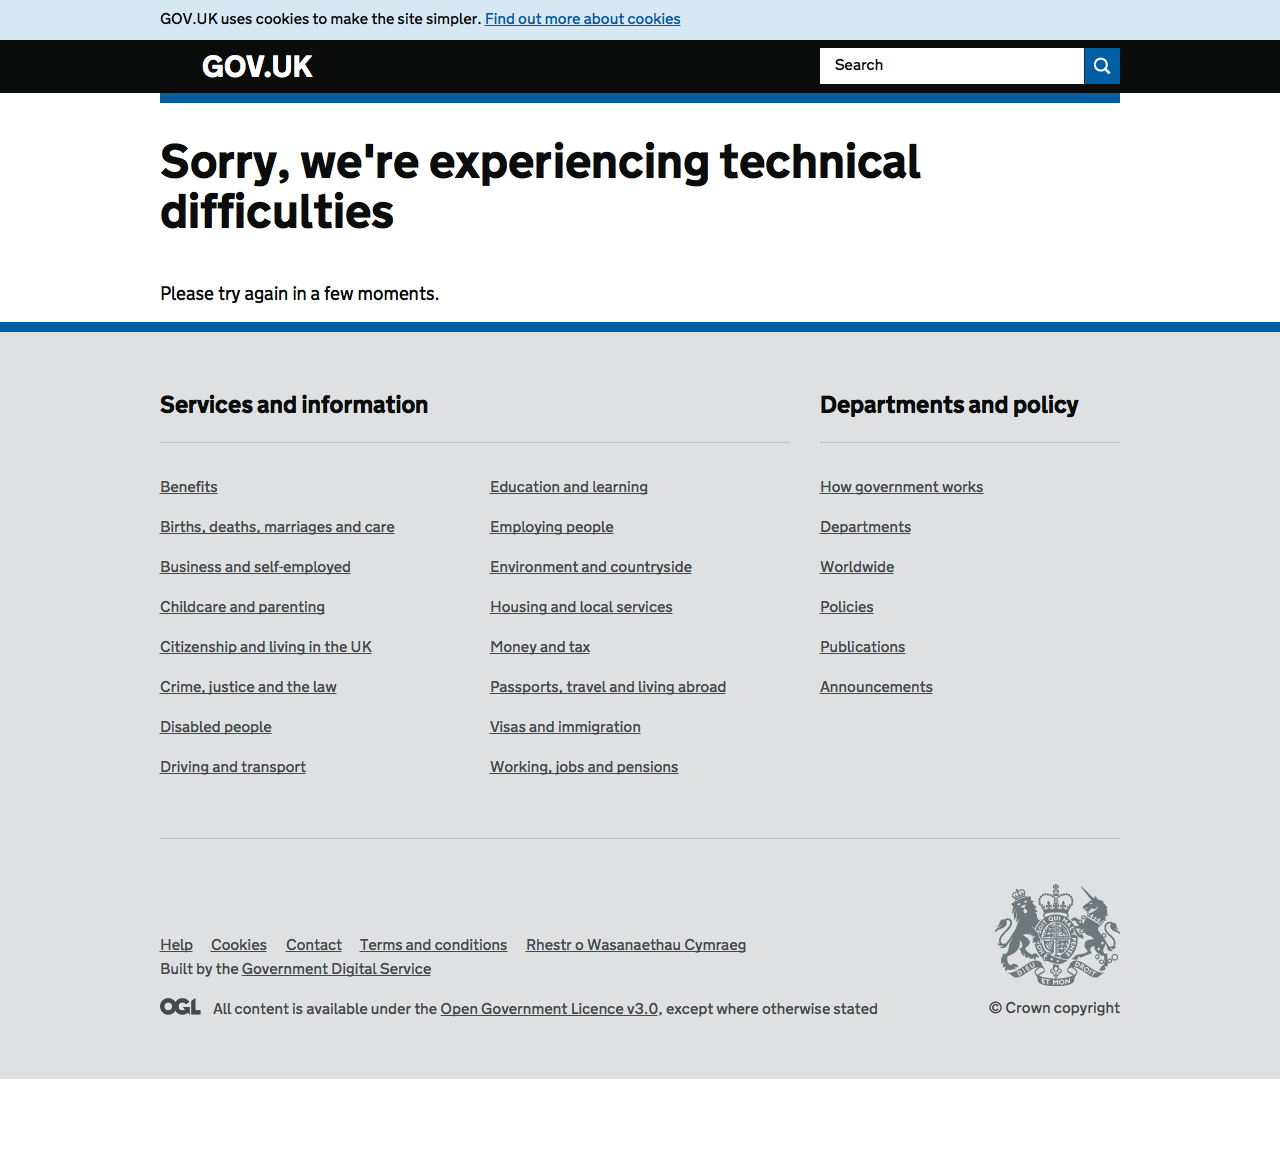 GOV.UK uses cookies to make the site simpler. Find out more about cookies
GOV.UK
Search
Sorry, we're experiencing technical
difficulties
Please try again in a few moments.
Services and information
Benefits
Births, deaths, marriages and care
Business and self-employed
Childcare and parenting
Citizenship and living in the UK
Crime, justice and the law
Disabled people
Driving and transport
Education and learning
Employing people
Environment and countryside
Housing and local services
Money and tax
Passports, travel and living abroad
Visas and immigration
Working, jobs and pensions
Departments and policy
How government works
Departments
Worldwide
Policies
Publications
Announcements
Help Cookies Contact Terms and conditions Rhestr o Wasanaethau Cymraeg
Built by the Government Digital Service
OGL All content is available under the Open Government Licence v3.0, except where otherwise stated
DIEU ET MON DROIT
© Crown copyright